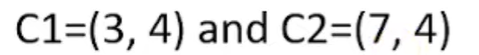 C1=(3, 4) and C2=(7, 4)